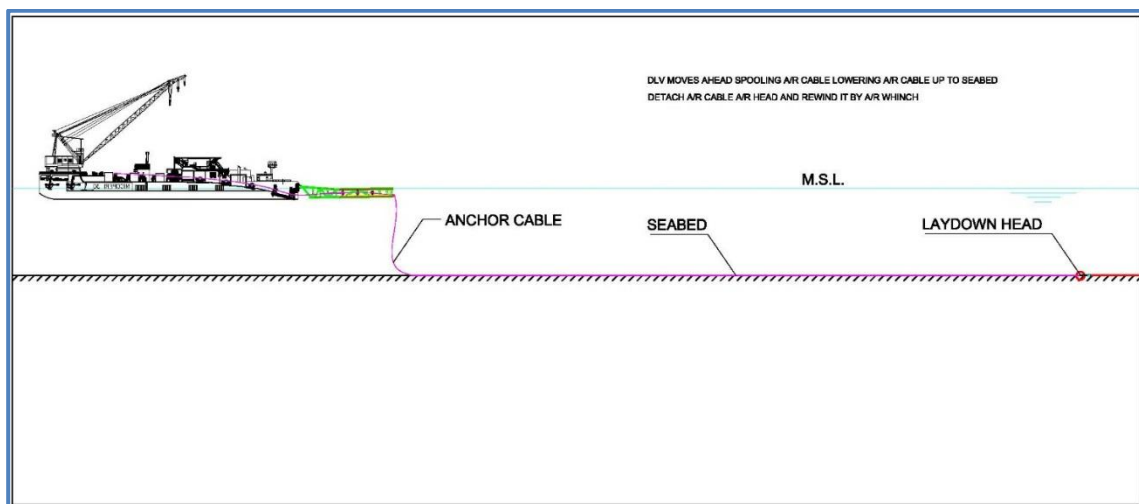 DLV MOVES AHEAD SPOOLING A/R CABLE LOWERING A/R CABLE UP TO SEABED
DETACH A/R CABLE A/R HEAD AND REWIND IT BY A/R WHINCH
M.S.L.
ANCHOR CABLE
SEABED
LAYDOWN HEAD